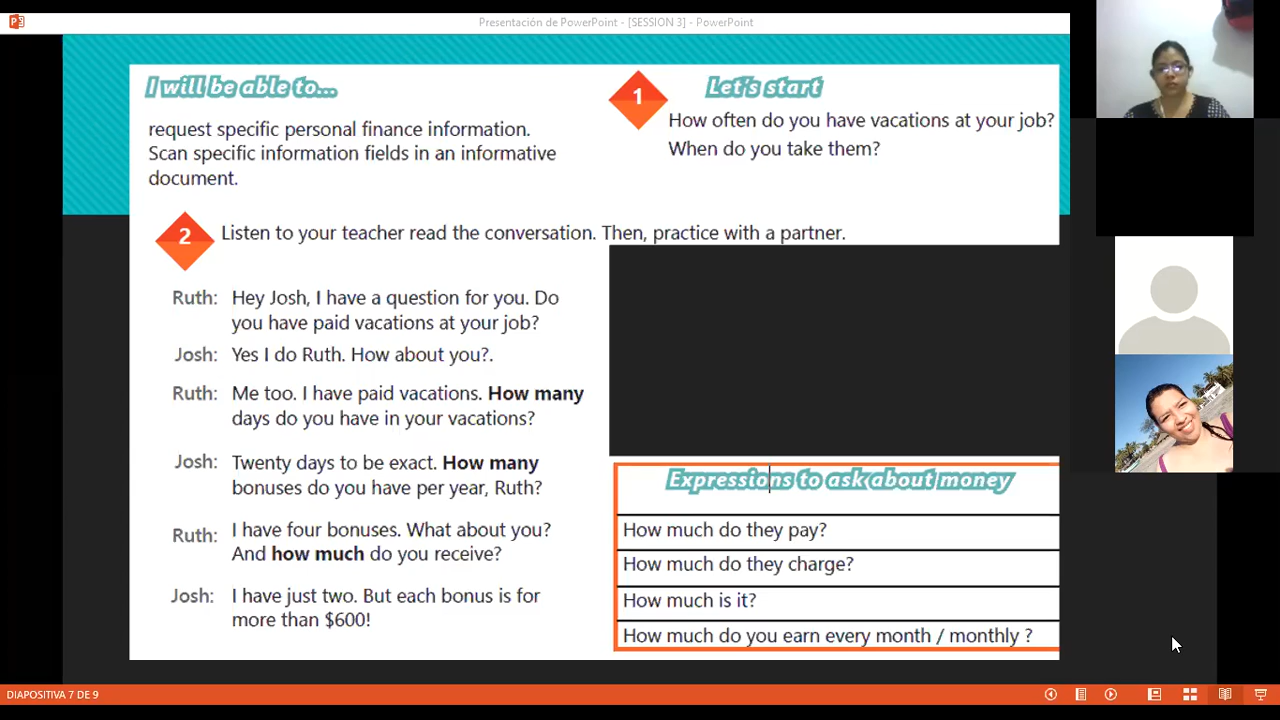 Presentación de PowerPoint - [SESSION 3] - PowerPoint
I will be able to...
request specific personal finance information.
Scan specific information fields in an informative
document.
1
Let's start
How often do you have vacations at your job?
When do you take them?
2
Listen to your teacher read the conversation. Then, practice with a partner.
Ruth: Hey Josh, I have a question for you. Do
you have paid vacations at your job?
Josh: Yes I do Ruth. How about you?.
Ruth: Me too. I have paid vacations. How many
days do you have in your vacations?
Josh: Twenty days to be exact. How many
bonuses do you have per year, Ruth?
Ruth: I have four bonuses. What about you?
And how much do you receive?
Josh: I have just two. But each bonus is for
more than $600!
Expressions to ask about money
How much do they pay?
How much do they charge?
How much is it?
How much do you earn every month / monthly ?
DIAPOSITIVA 7 DE 9